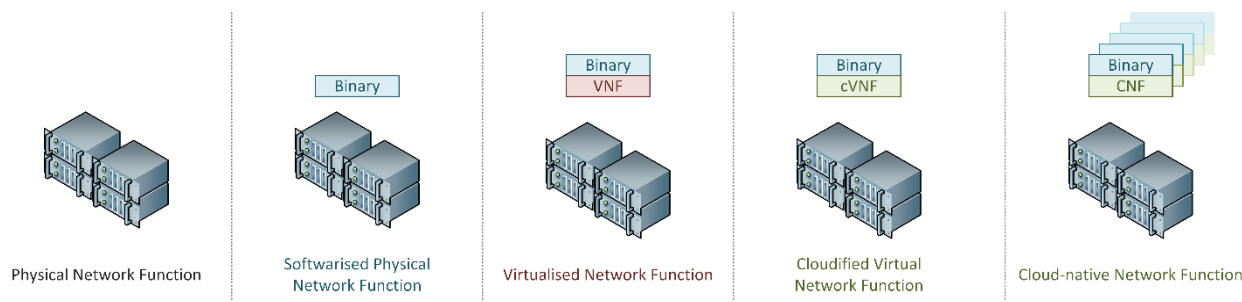 Binary
Binary
VNF
Binary
cVNF
Binary
CNF
Physical Network Function
Softwarised Physical
Network Function
Virtualised Network Function
Cloudified Virtual
Network Function
Cloud-native Network Function